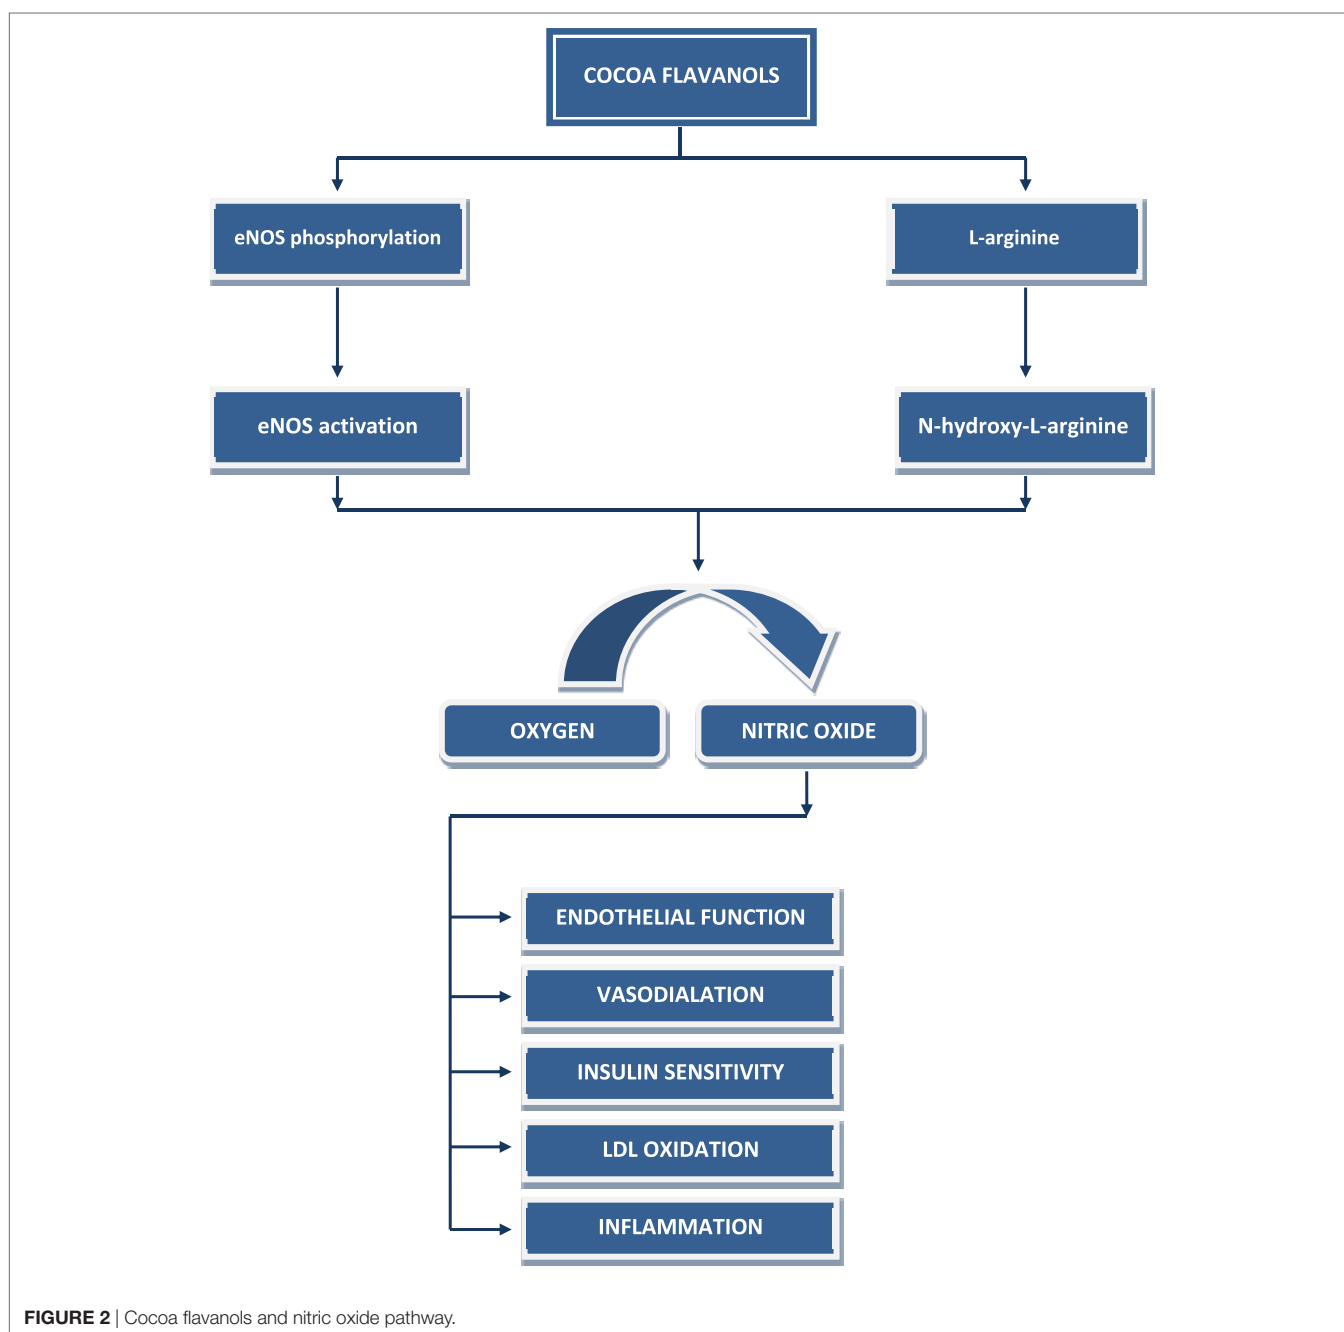 COCOA FLAVANOLS
eNOS phosphorylation
L-arginine
eNOS activation
N-hydroxy-L-arginine
OXYGEN
NITRIC OXIDE
ENDOTHELIAL FUNCTION
VASODIALATION
INSULIN SENSITIVITY
LDL OXIDATION
INFLAMMATION
FIGURE 2 | Cocoa flavanols and nitric oxide pathway.